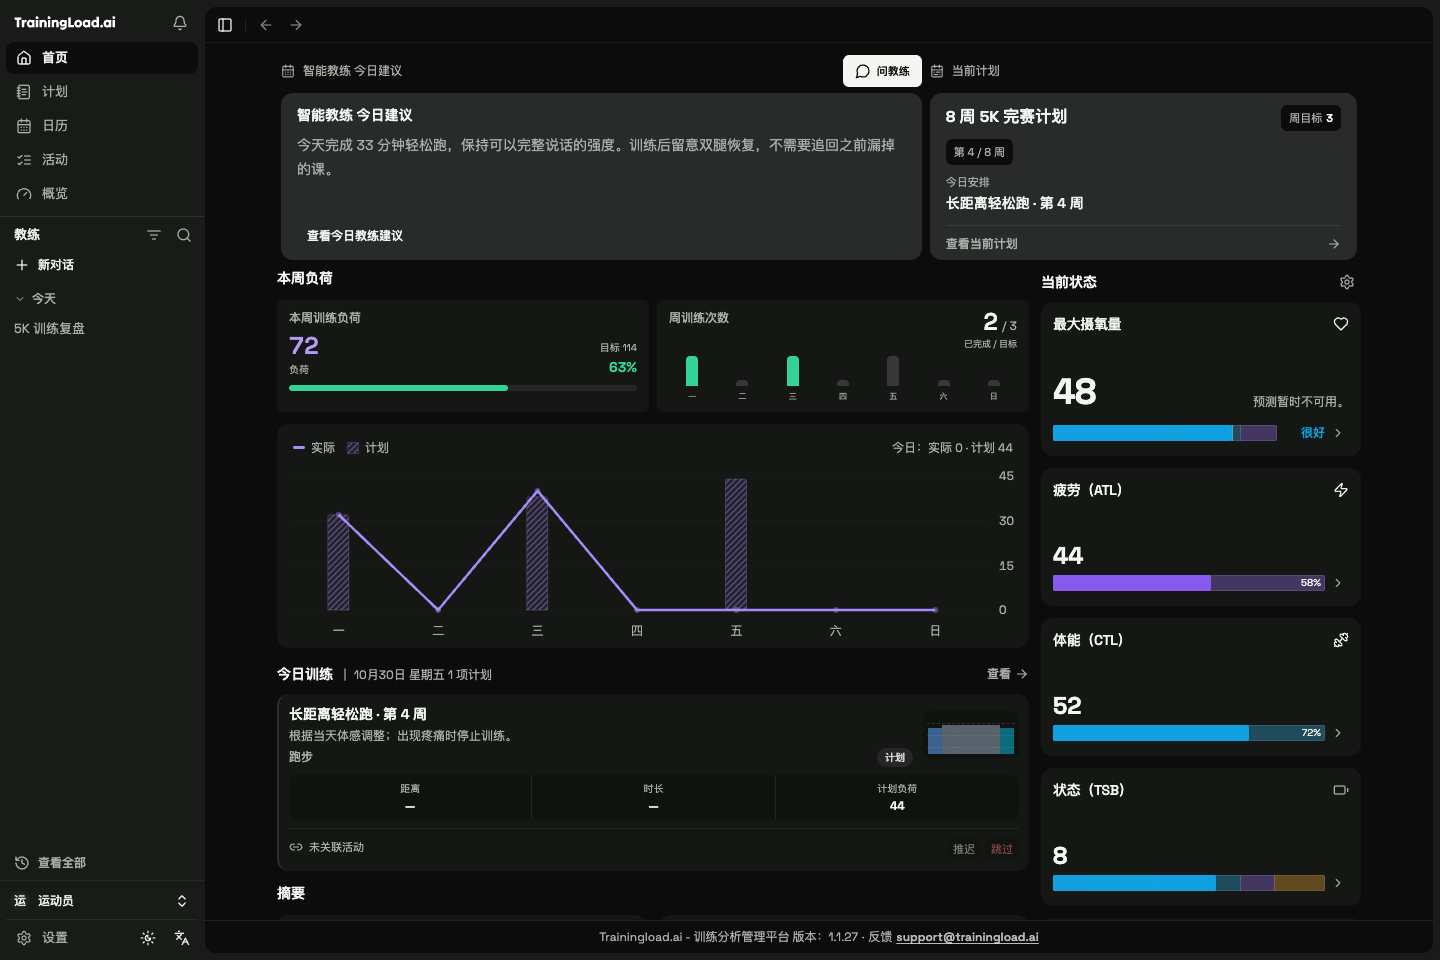 TrainingLoad.ai
首页
计划
日历
活动
概览
教练
新对话
今天
5K 训练复盘
查看全部
运 运动员
设置
智能教练 今日建议
问教练
智能教练 今日建议
今天完成 33 分钟轻松跑，保持可以完整说话的强度。训练后留意双腿恢复，不需要追回之前漏掉
的课。
查看今日教练建议
当前计划
8 周 5K 完赛计划
周目标 3
第 4 / 8 周
今日安排
长距离轻松跑 · 第 4 周
查看当前计划
本周负荷
本周训练负荷
72
负荷
目标 114
63%
周训练次数
2 / 3
已完成 / 目标
一 二 三 四 五 六 日
实际 计划
今日：实际 0 · 计划 44
45
30
15
0
一 二 三 四 五 六 日
今日训练 | 10月30日 星期五 1 项计划
查看
长距离轻松跑 · 第 4 周
根据当天体感调整；出现疼痛时停止训练。
跑步
计划
距离 时长 计划负荷
— — 44
未关联活动
推迟 跳过
摘要
当前状态
最大摄氧量
48
预测暂时不可用。
很好
疲劳（ATL）
44
58%
体能（CTL）
52
72%
状态（TSB）
8
Trainingload.ai - 训练分析管理平台 版本：1.1.27 · 反馈 support@trainingload.ai